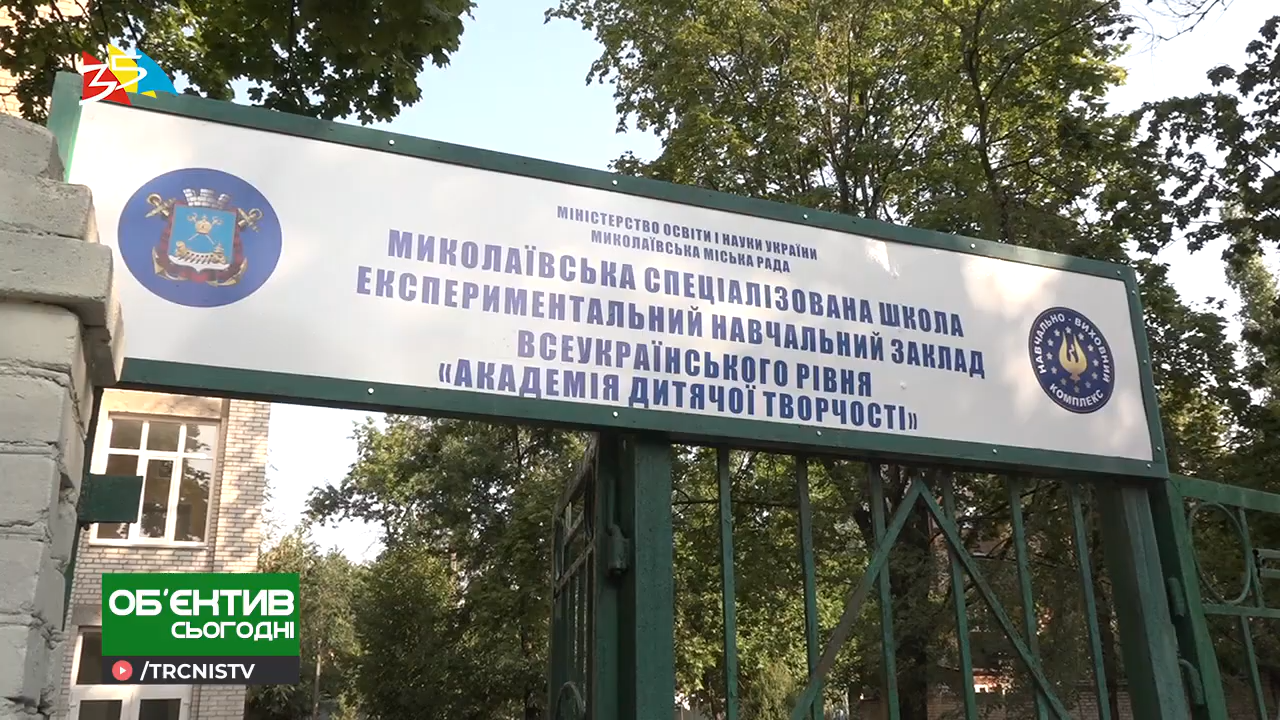 35
МІНІСТЕРСТВО ОСВІТИ І НАУКИ УКРАЇНИ
МИКОЛАЇВСЬКА МІСЬКА РАДА
МИКОЛАЇВСЬКА СПЕЦІАЛІЗОВАНА ШКОЛА
ЕКСПЕРИМЕНТАЛЬНИЙ НАВЧАЛЬНИЙ ЗАКЛАД
ВСЕУКРАЇНСЬКОГО РІВНЯ
«АКАДЕМІЯ ДИТЯЧОЇ ТВОРЧОСТІ»
НАВЧАЛЬНО - ВИХОВНИЙ
КОМПЛЕКС
ОБ'ЄКТИВ
СЬОГОДНІ
/TRCNISTV